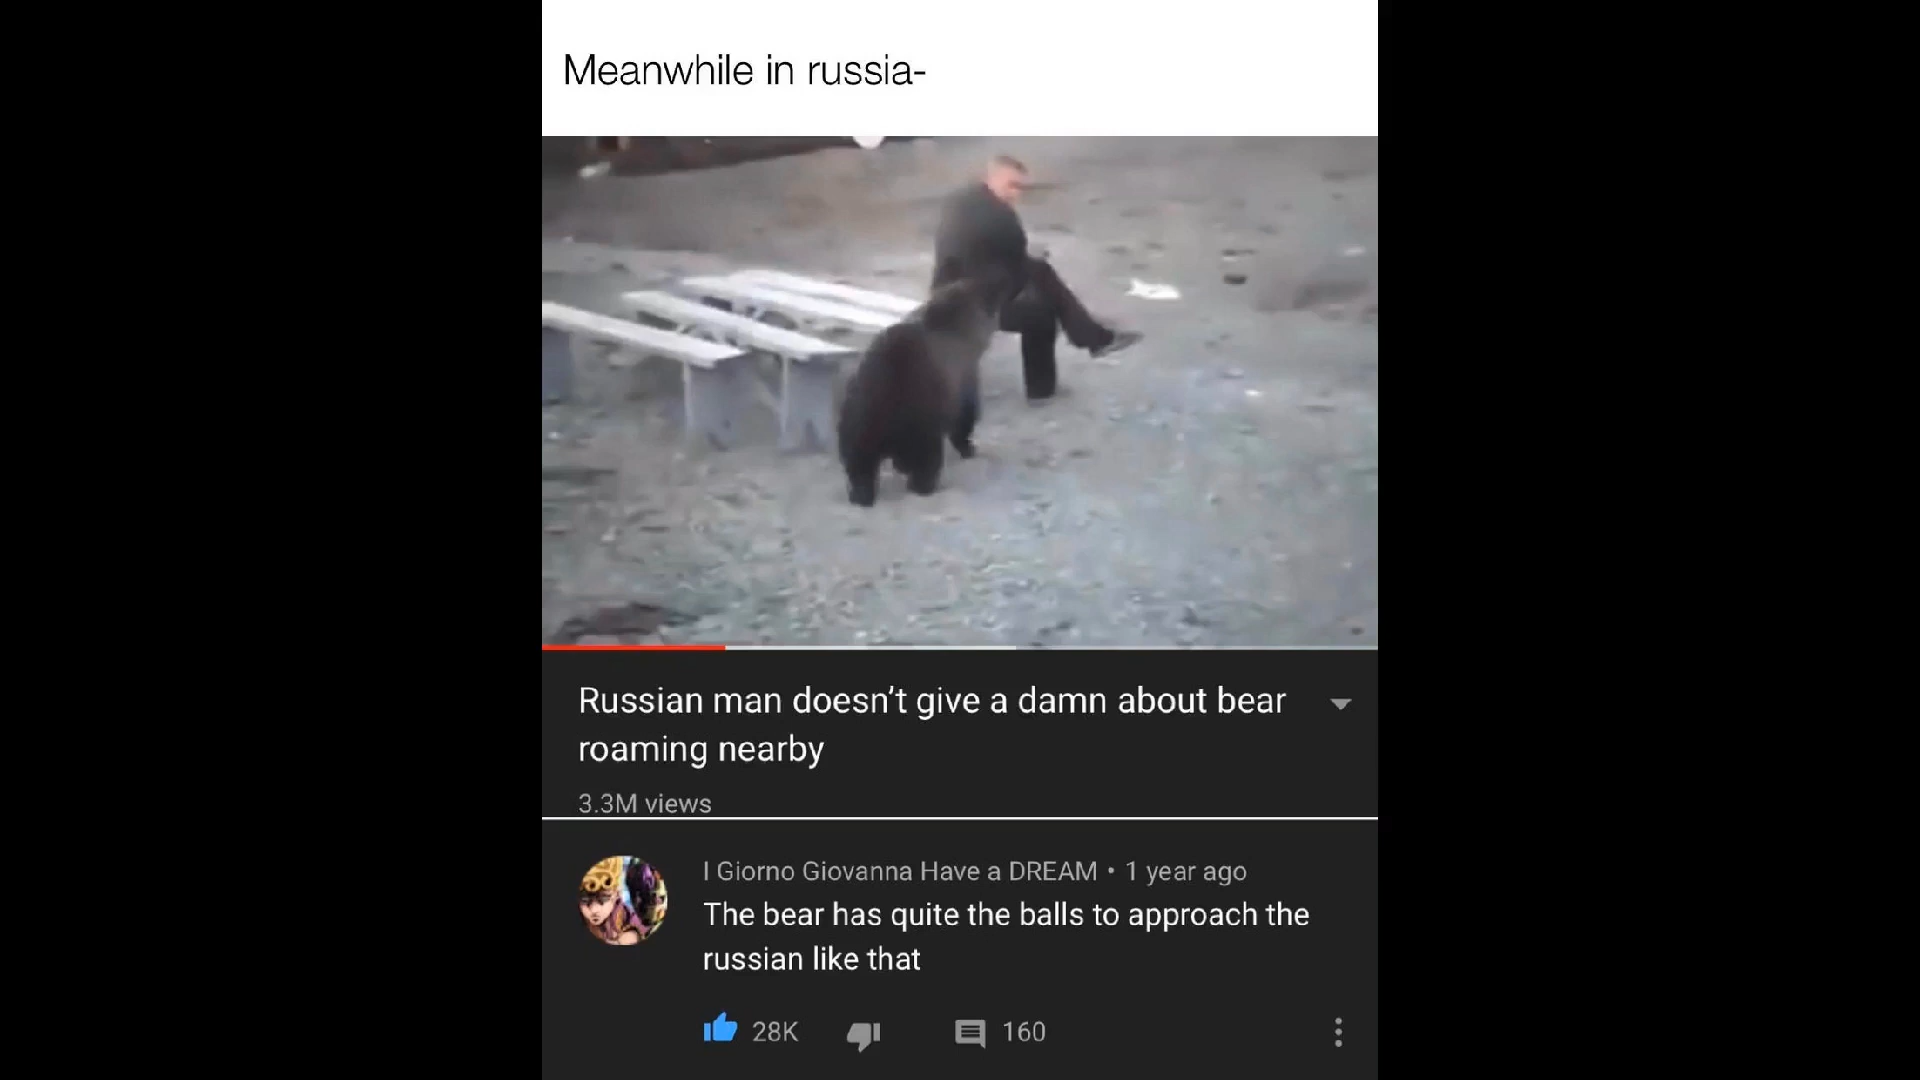 Meanwhile in russia-
Russian man doesn't give a damn about bear
roaming nearby
3.3M views
I Giorno Giovanna Have a DREAM • 1 year ago
The bear has quite the balls to approach the
russian like that
28K 160